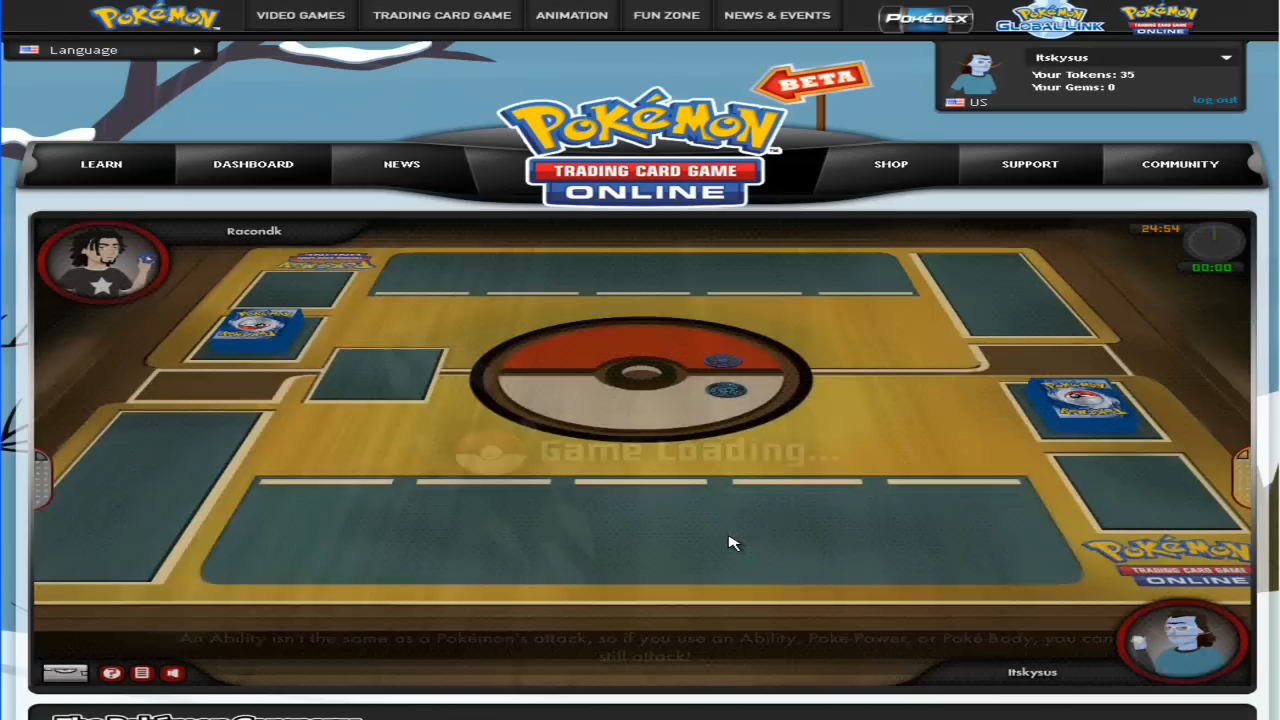 Pokémon
VIDEO GAMES
TRADING CARD GAME
ANIMATION
FUN ZONE
NEWS & EVENTS
POKéDEX
Pokémon
GLOBAL LINK
Pokémon
TRADING CARD GAME
ONLINE
Language
Itskysus
Your Tokens: 35
Your Gems: 0
US
log out
BETA
Pokémon
TRADING CARD GAME
ONLINE
LEARN
DASHBOARD
NEWS
SHOP
SUPPORT
COMMUNITY
Racondk
24:54
00:00
Game Loading...
Pokémon
TRADING CARD GAME
ONLINE
An Ability isn't the same as a Pokémon's attack, so if you use an Ability, Poké-Power, or Poké-Body, you can
still attack!
Itskysus
The Pokémon Company